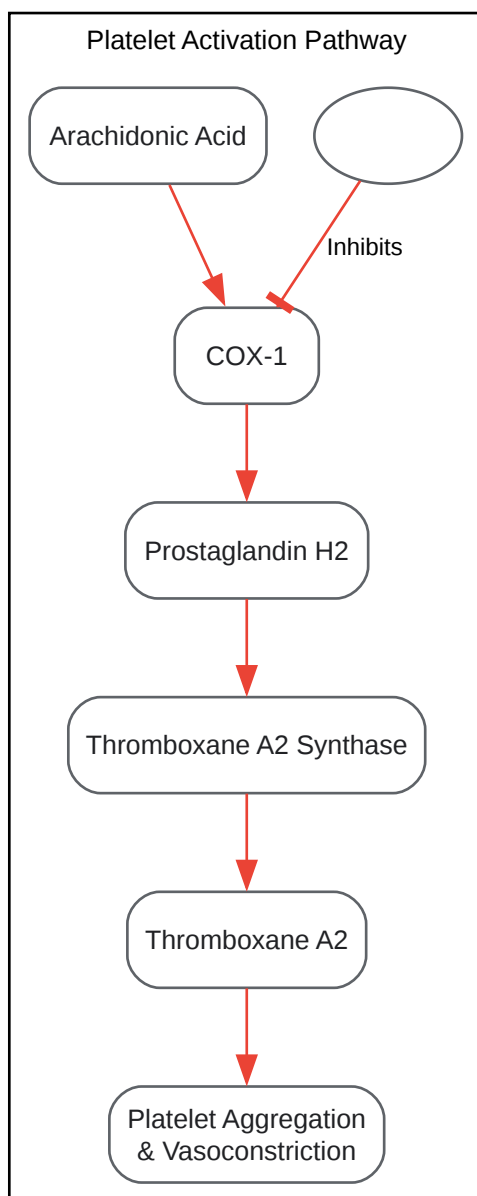 Platelet Activation Pathway
Arachidonic Acid
Inhibits
COX-1
Prostaglandin H2
Thromboxane A2 Synthase
Thromboxane A2
Platelet Aggregation
& Vasoconstriction